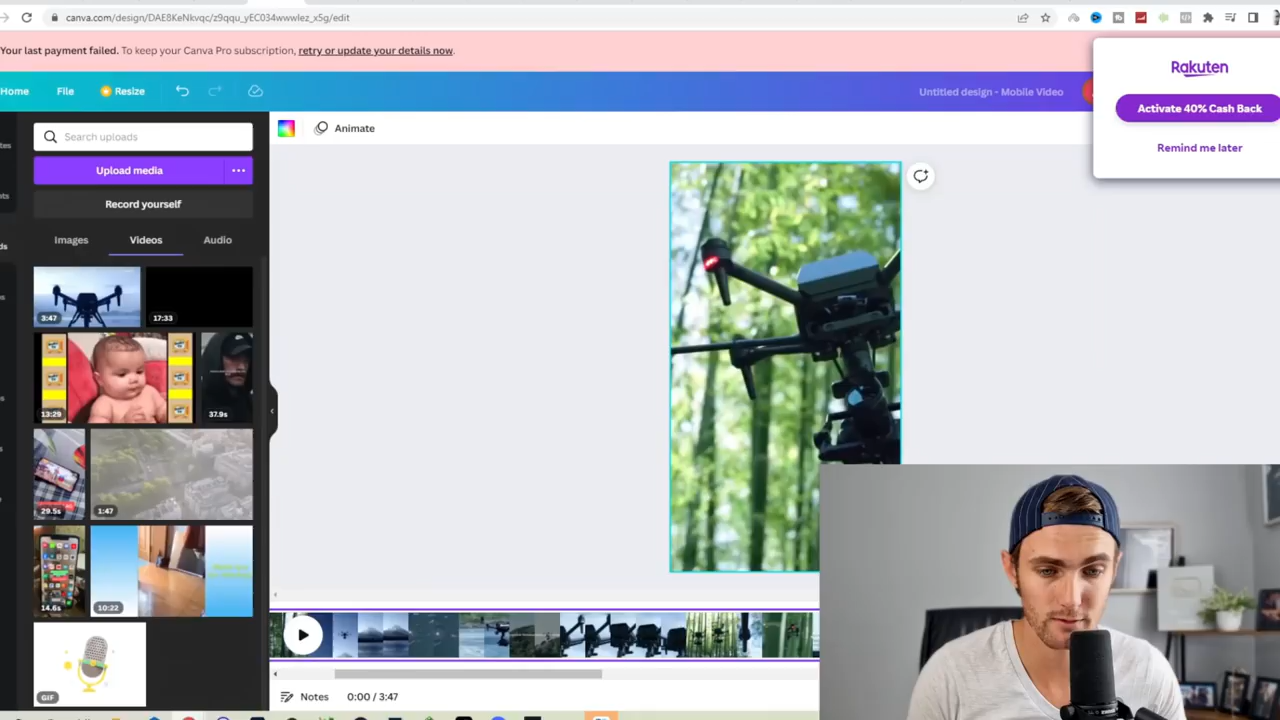 canva.com/design/DAE8KeNkvqc/z9qqu_yEC034wwwlez_x5g/edit
Your last payment failed. To keep your Canva Pro subscription, retry or update your details now.
Rakuten
Activate 40% Cash Back
Remind me later
Home File Resize Untitled design - Mobile Video
Search uploads
Animate
Upload media
Record yourself
Images Videos Audio
3:47 17:33
13:29 37.9s
29.5s 1:47
14.6s 10:22
GIF
Notes 0:00 / 3:47